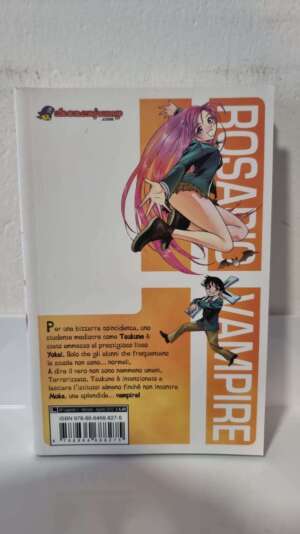 shonenjump
.com
ROSARIO + VAMPIRE
Per una bizzarra coincidenza, uno
studente mediocre come Tsukune è
stato ammesso al prestigioso liceo
Yokai. Solo che gli alunni che frequentano
la scuola non sono... normali.
A dire il vero non sono nemmeno umani.
Terrorizzato, Tsukune è intenzionato a
lasciare l'istituto almeno finché non incontra
Moka, una splendida... vampira!